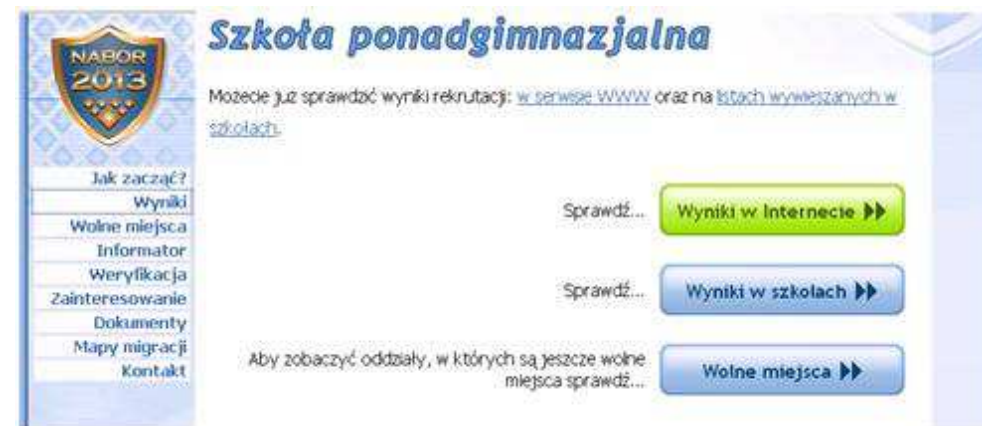 NABÓR
2013
Szkoła ponadgimnazjalna
Możecie już sprawdzić wyniki rekrutacji: w serwisie WWW oraz na listach wywieszanych w
szkołach.
Jak zacząć?
Wyniki
Wolne miejsca
Informator
Weryfikacja
Zainteresowanie
Dokumenty
Mapy migracji
Kontakt
Sprawdź... Wyniki w Internecie
Sprawdź... Wyniki w szkołach
Aby zobaczyć oddziały, w których są jeszcze wolne
miejsca sprawdź... Wolne miejsca